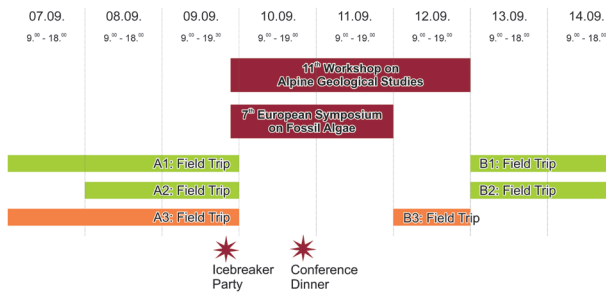 07.09. 08.09. 09.09. 10.09. 11.09. 12.09. 13.09. 14.09.
9.⁰⁰ - 18.⁰⁰ 9.⁰⁰ - 18.⁰⁰ 9.⁰⁰ - 19.³⁰ 9.⁰⁰ - 19.⁰⁰ 9.⁰⁰ - 19.⁰⁰ 9.⁰⁰ - 19.⁰⁰ 9.⁰⁰ - 18.⁰⁰ 9.⁰⁰ - 18.⁰⁰
11th Workshop on
Alpine Geological Studies
7th European Symposium
on Fossil Algae
A1: Field Trip B1: Field Trip
A2: Field Trip B2: Field Trip
A3: Field Trip B3: Field Trip
Icebreaker Conference
Party Dinner